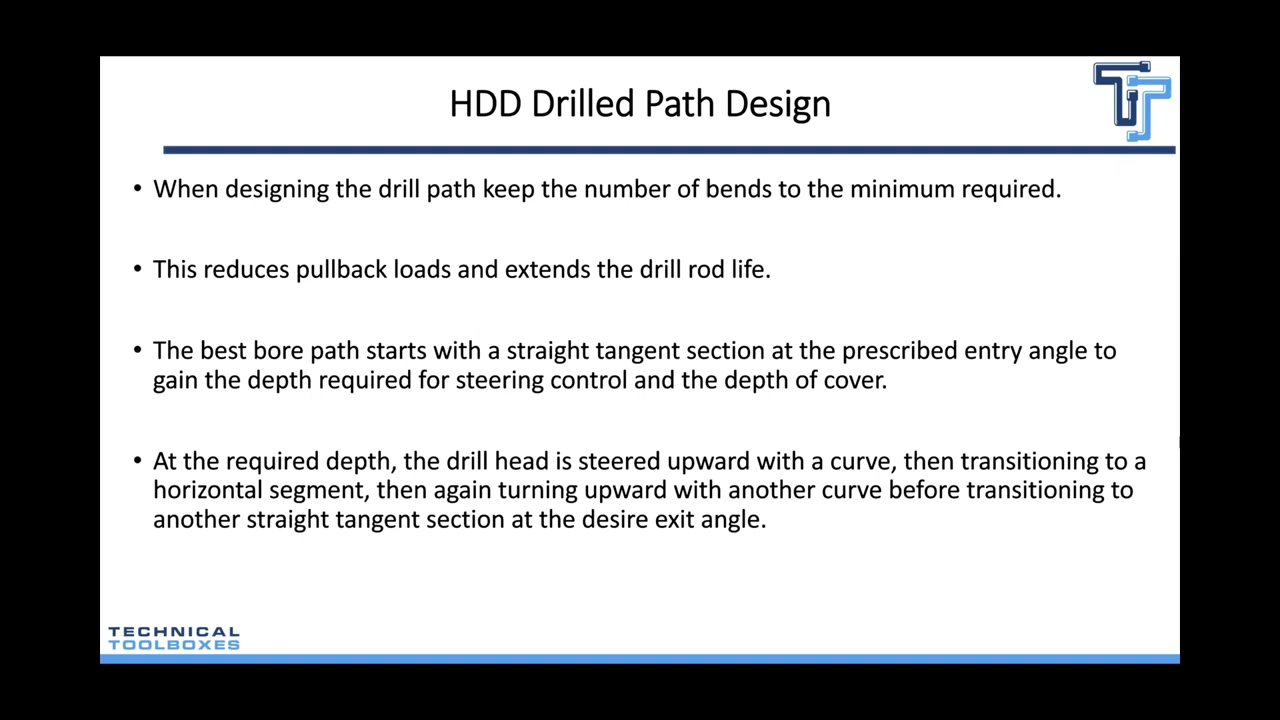 HDD Drilled Path Design
• When designing the drill path keep the number of bends to the minimum required.
• This reduces pullback loads and extends the drill rod life.
• The best bore path starts with a straight tangent section at the prescribed entry angle to
gain the depth required for steering control and the depth of cover.
• At the required depth, the drill head is steered upward with a curve, then transitioning to a
horizontal segment, then again turning upward with another curve before transitioning to
another straight tangent section at the desire exit angle.
TECHNICAL
TOOLBOXES